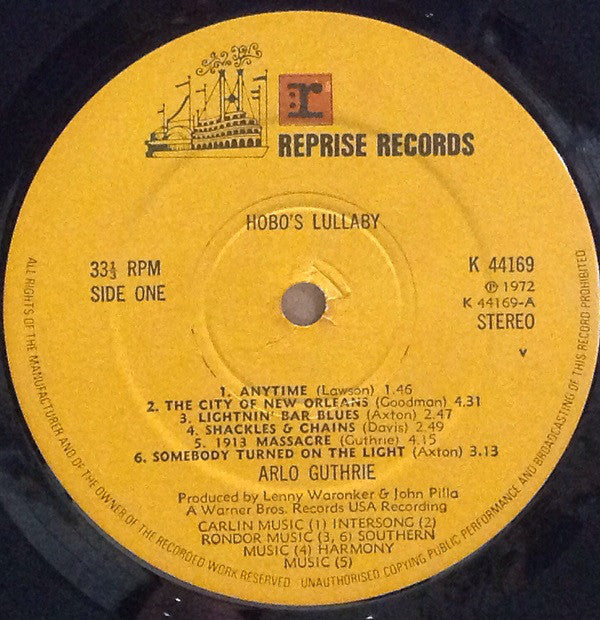 r
REPRISE RECORDS
HOBO'S LULLABY
33⅓ RPM
SIDE ONE
K 44169
℗ 1972
K 44169-A
STEREO
v
1. ANYTIME (Lawson) 1.46
2. THE CITY OF NEW ORLEANS (Goodman) 4.31
3. LIGHTNIN' BAR BLUES (Axton) 2.47
4. SHACKLES & CHAINS (Davis) 2.49
5. 1913 MASSACRE (Guthrie) 4.15
6. SOMEBODY TURNED ON THE LIGHT (Axton) 3.13
ARLO GUTHRIE
Produced by Lenny Waronker & John Pilla
A Warner Bros. Records USA Recording
CARLIN MUSIC (1) INTERSONG (2)
RONDOR MUSIC (3, 6) SOUTHERN
MUSIC (4) HARMONY
MUSIC (5)
ALL RIGHTS OF THE MANUFACTURER AND OF THE OWNER OF THE RECORDED WORK RESERVED UNAUTHORISED COPYING PUBLIC PERFORMANCE AND BROADCASTING OF THIS RECORD PROHIBITED